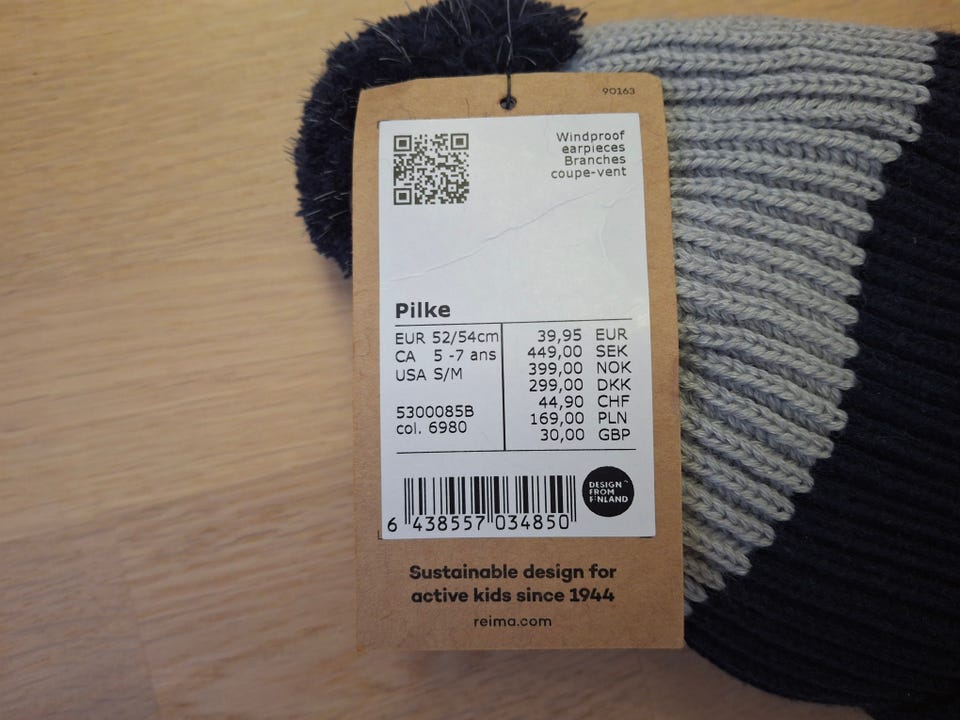 90163
Windproof
earpieces
Branches
coupe-vent
Pilke
EUR 52/54cm
CA 5 -7 ans
USA S/M
5300085B
col. 6980
39,95 EUR
449,00 SEK
399,00 NOK
299,00 DKK
44,90 CHF
169,00 PLN
30,00 GBP
6 438557 034850
DESIGN
FROM
FINLAND
Sustainable design for
active kids since 1944
reima.com